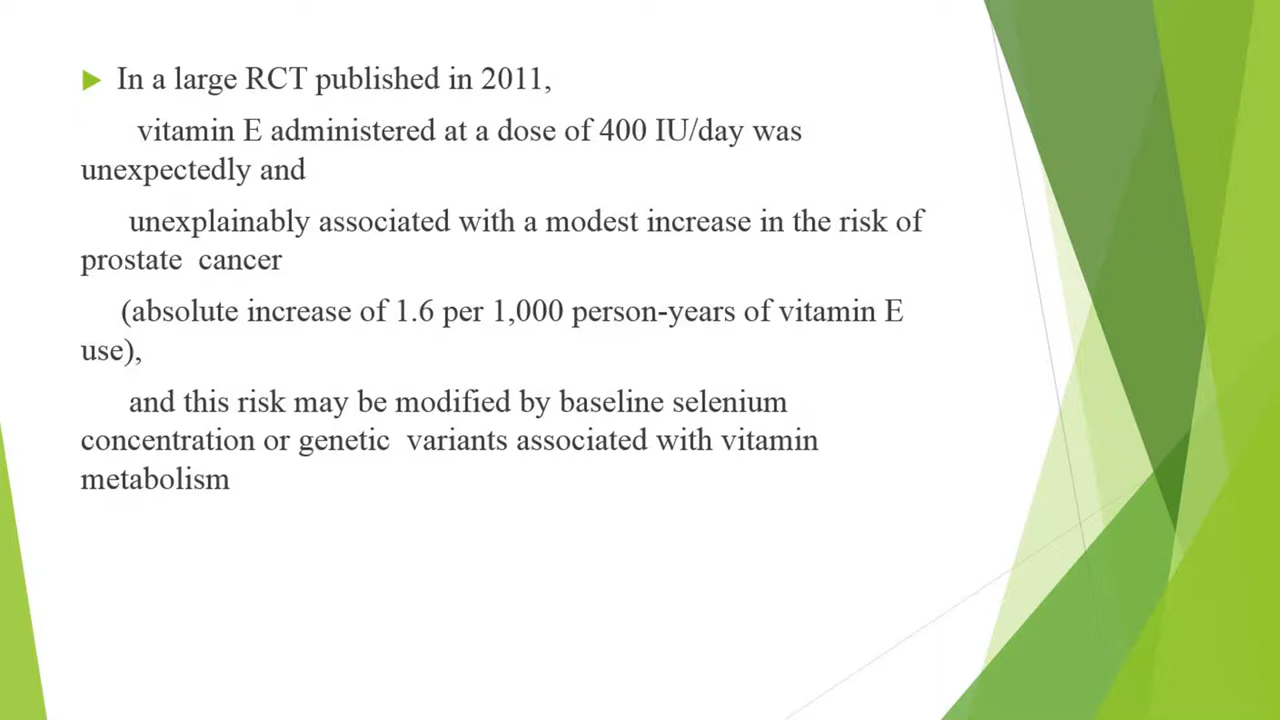 In a large RCT published in 2011,
vitamin E administered at a dose of 400 IU/day was
unexpectedly and
unexplainably associated with a modest increase in the risk of
prostate cancer
(absolute increase of 1.6 per 1,000 person-years of vitamin E
use),
and this risk may be modified by baseline selenium
concentration or genetic variants associated with vitamin
metabolism